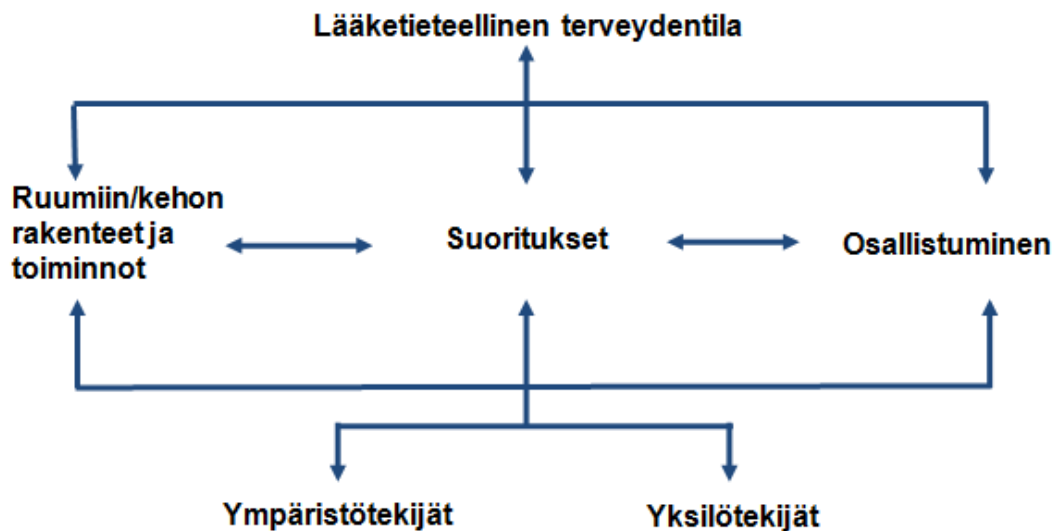 Lääketieteellinen terveydentila
Ruumiin/kehon
rakenteet ja
toiminnot
Suoritukset
Osallistuminen
Ympäristötekijät
Yksilötekijät